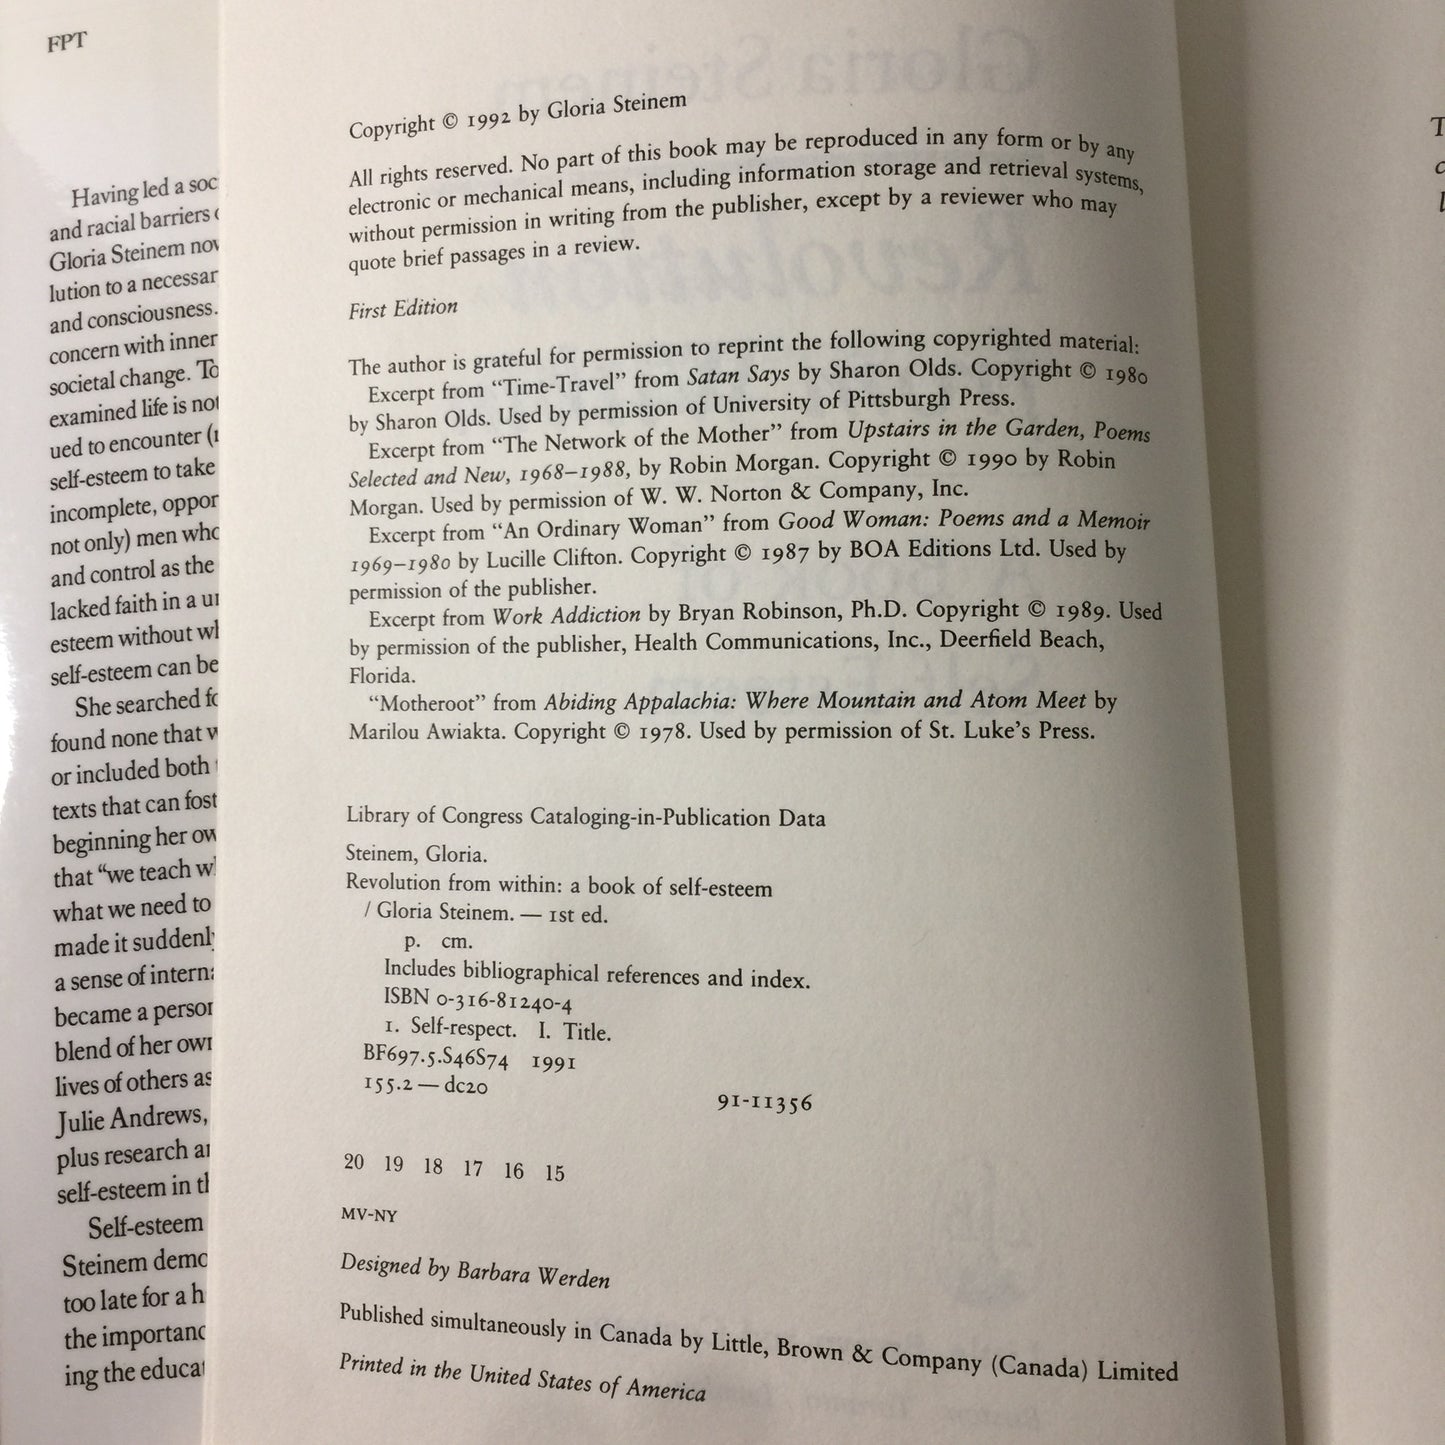 FPT
Having led a soc
and racial barriers
Gloria Steinem now
lution to a necessar
and consciousness.
concern with inner
societal change. To
examined life is not
ued to encounter (
self-esteem to take
incomplete, oppor
not only) men who
and control as the
lacked faith in a
esteem without
self-esteem can be
She searched fo
found none that
or included both
texts that can fost
beginning her ow
that “we teach
what we need to
made it suddenly
a sense of interna
became a person
blend of her own
lives of others as
Julie Andrews,
plus research
self-esteem in
Self-esteem
Steinem demo
too late for a h
the importanc
ing the educat
Copyright © 1992 by Gloria Steinem
All rights reserved. No part of this book may be reproduced in any form or by any
electronic or mechanical means, including information storage and retrieval systems,
without permission in writing from the publisher, except by a reviewer who may
quote brief passages in a review.
First Edition
The author is grateful for permission to reprint the following copyrighted material:
Excerpt from “Time-Travel” from Satan Says by Sharon Olds. Copyright © 1980
by Sharon Olds. Used by permission of University of Pittsburgh Press.
Excerpt from “The Network of the Mother” from Upstairs in the Garden, Poems
Selected and New, 1968–1988, by Robin Morgan. Copyright © 1990 by Robin
Morgan. Used by permission of W. W. Norton & Company, Inc.
Excerpt from “An Ordinary Woman” from Good Woman: Poems and a Memoir
1969–1980 by Lucille Clifton. Copyright © 1987 by BOA Editions Ltd. Used by
permission of the publisher.
Excerpt from Work Addiction by Bryan Robinson, Ph.D. Copyright © 1989. Used
by permission of the publisher, Health Communications, Inc., Deerfield Beach,
Florida.
“Motheroot” from Abiding Appalachia: Where Mountain and Atom Meet by
Marilou Awiakta. Copyright © 1978. Used by permission of St. Luke’s Press.
Library of Congress Cataloging-in-Publication Data
Steinem, Gloria.
Revolution from within: a book of self-esteem
/ Gloria Steinem. — 1st ed.
p. cm.
Includes bibliographical references and index.
ISBN 0-316-81240-4
1. Self-respect. I. Title.
BF697.5.S46S74 1991
155.2 — dc20
91-11356
20 19 18 17 16 15
MV-NY
Designed by Barbara Werden
Published simultaneously in Canada by Little, Brown & Company (Canada) Limited
Printed in the United States of America